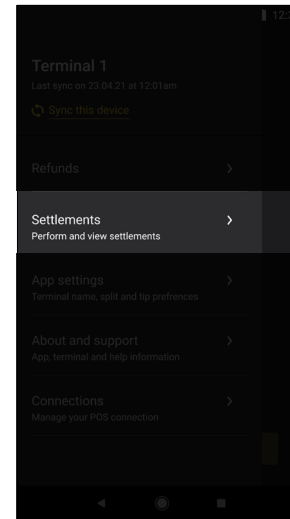 12:
Terminal 1
Last sync on 23.04.21 at 12:01am
Sync this device
Refunds
Settlements
Perform and view settlements
App settings
Terminal name, split and tip prefrences
About and support
App, terminal and help information
Connections
Manage your POS connection